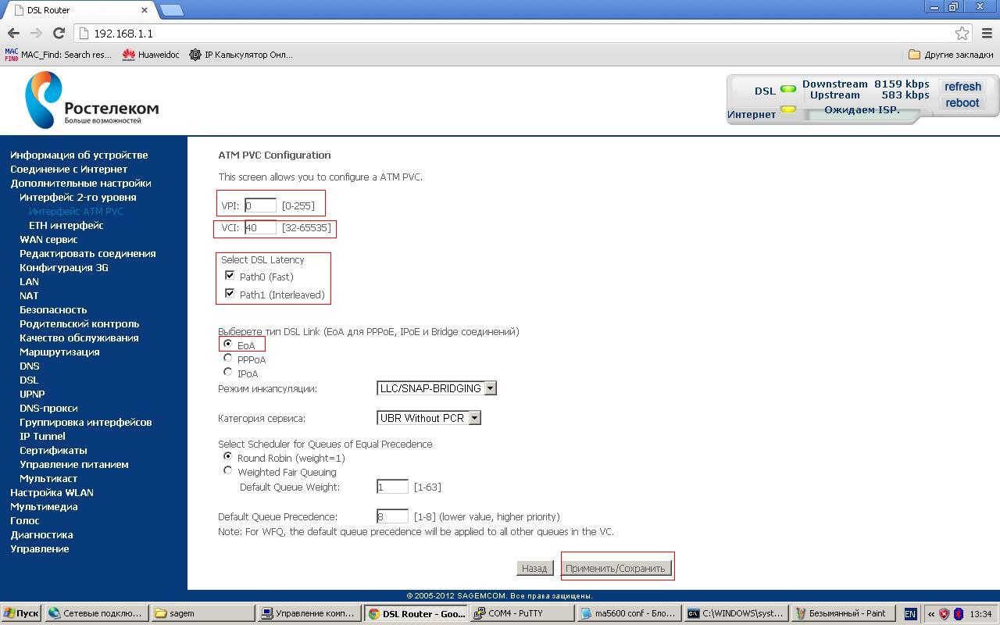 DSL Router
192.168.1.1
MAC FIND MAC_Find: Search res... Huaweidoc IP Калькулятор Онл... Другие закладки
Ростелеком
Больше возможностей
DSL Downstream 8159 kbps refresh
Upstream 583 kbps
reboot
Интернет Ожидаем ISP.
Информация об устройстве
Соединение с Интернет
Дополнительные настройки
Интерфейс 2-го уровня
Интерфейс ATM PVC
ETH интерфейс
WAN сервис
Редактировать соединения
Конфигурация 3G
LAN
NAT
Безопасность
Родительский контроль
Качество обслуживания
Маршрутизация
DNS
DSL
UPNP
DNS-прокси
Группировка интерфейсов
IP Tunnel
Сертификаты
Управление питанием
Мультикаст
Настройка WLAN
Мультимедиа
Голос
Диагностика
Управление
ATM PVC Configuration
This screen allows you to configure a ATM PVC.
VPI: 0 [0-255]
VCI: 40 [32-65535]
Select DSL Latency
Path0 (Fast)
Path1 (Interleaved)
Выберете тип DSL Link (EoA для PPPoE, IPoE и Bridge соединений)
EoA
PPPoA
IPoA
Режим инкапсуляции: LLC/SNAP-BRIDGING
Категория сервиса: UBR Without PCR
Select Scheduler for Queues of Equal Precedence
Round Robin (weight=1)
Weighted Fair Queuing
Default Queue Weight: 1 [1-63]
Default Queue Precedence: 8 [1-8] (lower value, higher priority)
Note: For WFQ, the default queue precedence will be applied to all other queues in the VC.
Назад Применить/Сохранить
© 2005-2012 SAGEMCOM. Все права защищены.
Пуск Сетевые подклю... sagem Управление комп... DSL Router - Goo... COM4 - PuTTY ma5600 conf - Бло... C:\WINDOWS\syst... Безымянный - Paint EN « 13:34